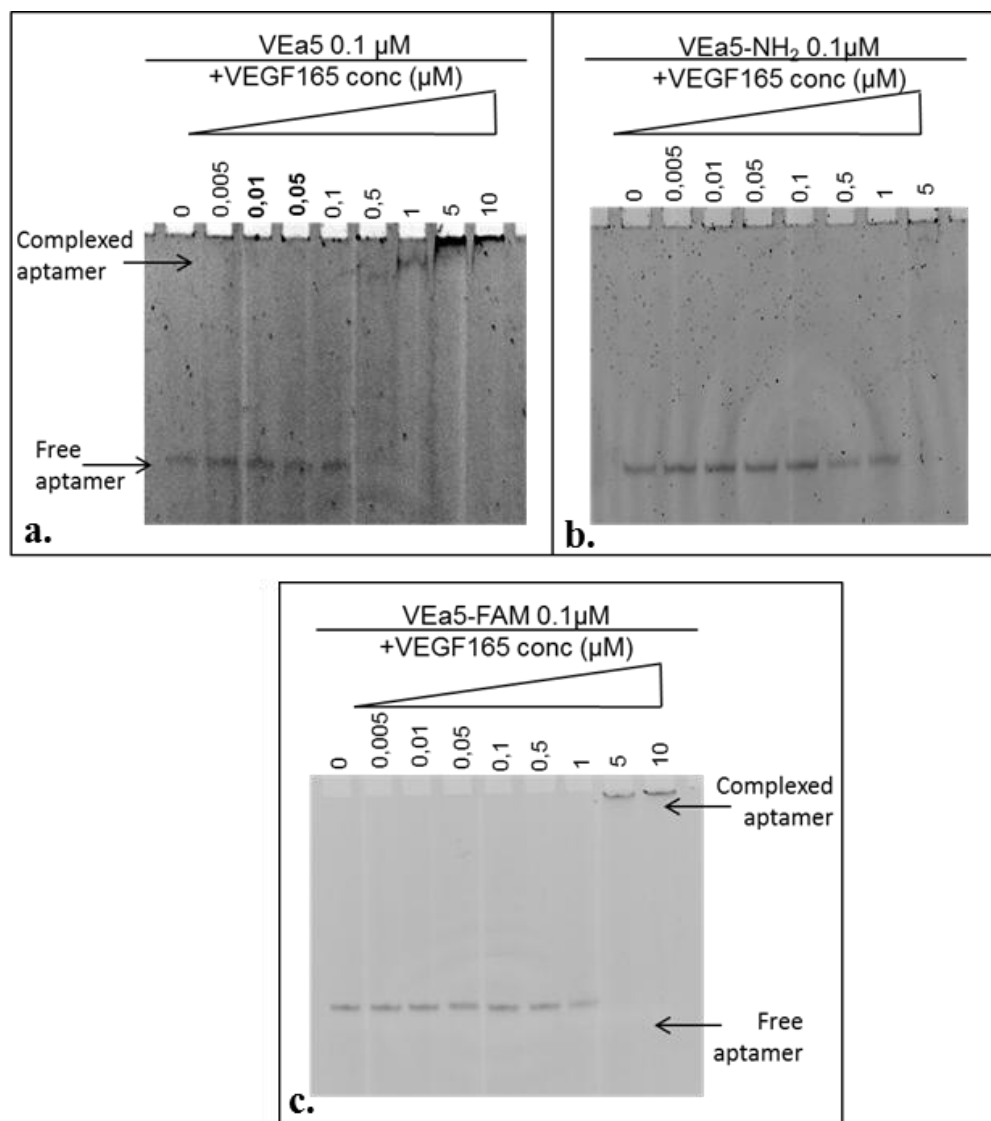 VEa5 0.1 µM
+VEGF165 conc (µM)
0 0,005 0,01 0,05 0,1 0,5 1 5 10
Complexed
aptamer
Free
aptamer
a.
VEa5-NH₂ 0.1µM
+VEGF165 conc (µM)
0 0,005 0,01 0,05 0,1 0,5 1 5
b.
VEa5-FAM 0.1µM
+VEGF165 conc (µM)
0 0,005 0,01 0,05 0,1 0,5 1 5 10
Complexed
aptamer
Free
aptamer
c.